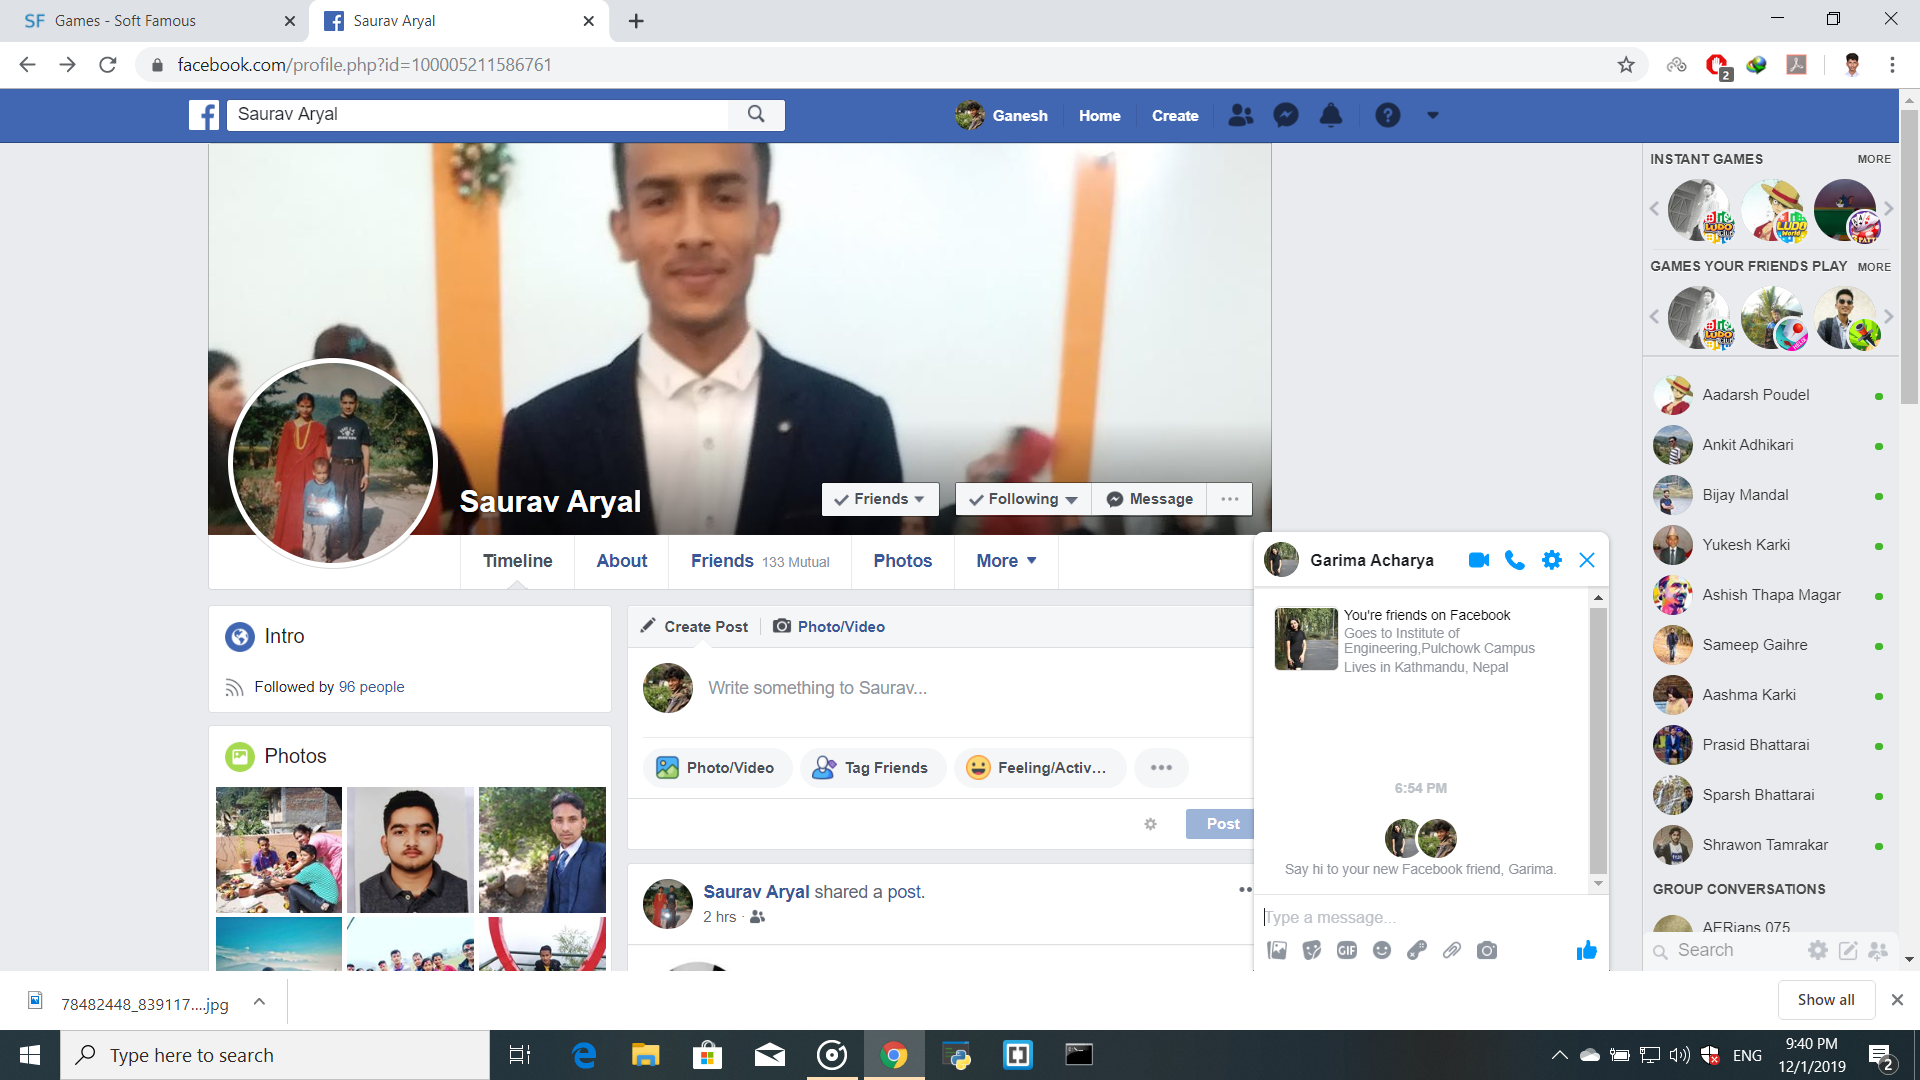 SF Games - Soft Famous
Saurav Aryal
facebook.com/profile.php?id=100005211586761
2
Saurav Aryal
Ganesh
Home
Create
INSTANT GAMES
MORE
GAMES YOUR FRIENDS PLAY
MORE
Saurav Aryal
Friends
Following
Message
Timeline
About
Friends 133 Mutual
Photos
More
Intro
Followed by 96 people
Photos
Create Post
Photo/Video
Write something to Saurav...
Photo/Video
Tag Friends
Feeling/Activ...
Post
Saurav Aryal shared a post.
2 hrs ·
Garima Acharya
You're friends on Facebook
Goes to Institute of
Engineering,Pulchowk Campus
Lives in Kathmandu, Nepal
6:54 PM
Say hi to your new Facebook friend, Garima.
Type a message...
GIF
Aadarsh Poudel
Ankit Adhikari
Bijay Mandal
Yukesh Karki
Ashish Thapa Magar
Sameep Gaihre
Aashma Karki
Prasid Bhattarai
Sparsh Bhattarai
Shrawon Tamrakar
GROUP CONVERSATIONS
AERians 075
Search
78482448_839117....jpg
Show all
Type here to search
ENG
9:40 PM
12/1/2019
2